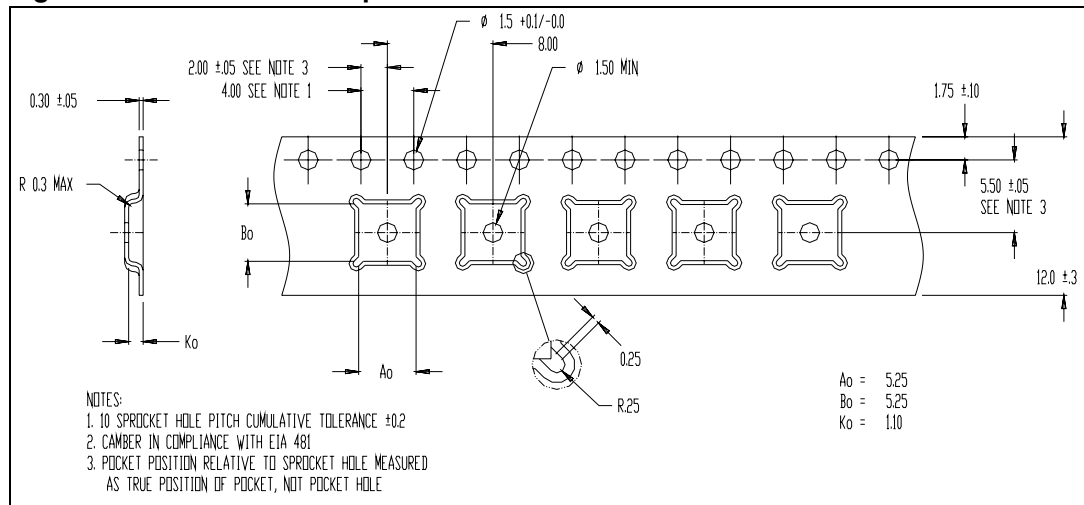 ϕ 1.5 +0.1/-0.0
8.00
2.00 ±.05 SEE NOTE 3
ϕ 1.50 MIN
4.00 SEE NOTE 1
0.30 ±.05
1.75 ±.10
R 0.3 MAX
5.50 ±.05
SEE NOTE 3
Bo
12.0 ±.3
Ko
Ao
0.25
R.25
Ao = 5.25
Bo = 5.25
Ko = 1.10
NOTES:
1. 10 SPROCKET HOLE PITCH CUMULATIVE TOLERANCE ±0.2
2. CAMBER IN COMPLIANCE WITH EIA 481
3. POCKET POSITION RELATIVE TO SPROCKET HOLE MEASURED
AS TRUE POSITION OF POCKET, NOT POCKET HOLE